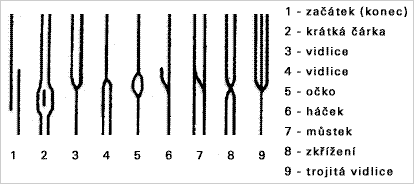 1 - začátek (konec)
2 - krátká čárka
3 - vidlice
4 - vidlice
5 - očko
6 - háček
7 - můstek
8 - zkřížení
9 - trojitá vidlice
1 2 3 4 5 6 7 8 9